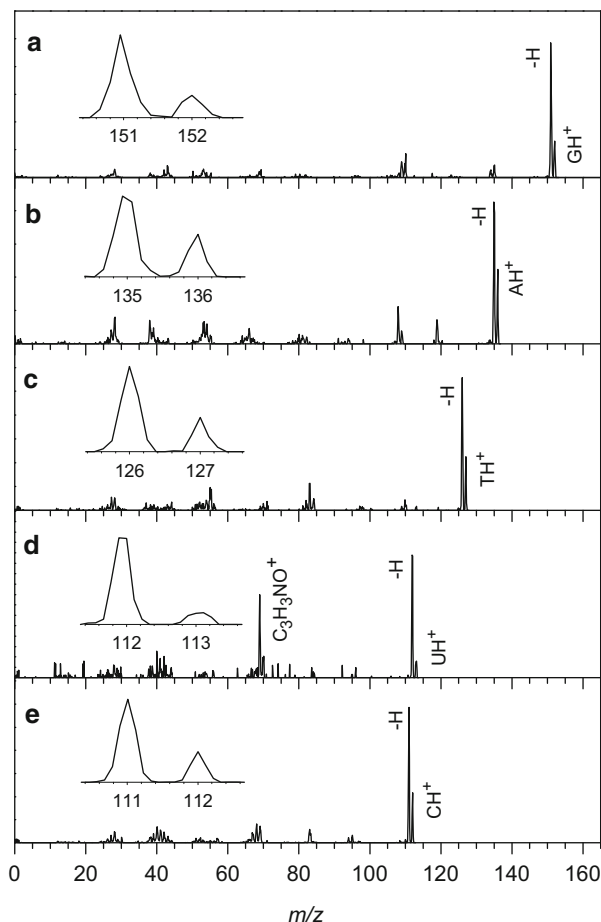 a
-H
GH⁺
151 152
b
-H
AH⁺
135 136
c
-H
TH⁺
126 127
d
C₃H₃NO⁺
-H
UH⁺
112 113
e
-H
CH⁺
111 112
0 20 40 60 80 100 120 140 160
m/z